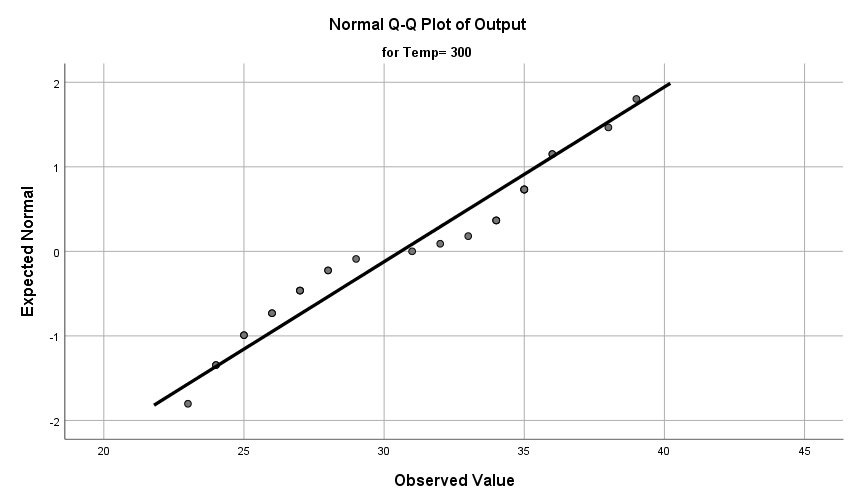 Normal Q-Q Plot of Output
for Temp= 300
Expected Normal
2
1
0
-1
-2
20 25 30 35 40 45
Observed Value